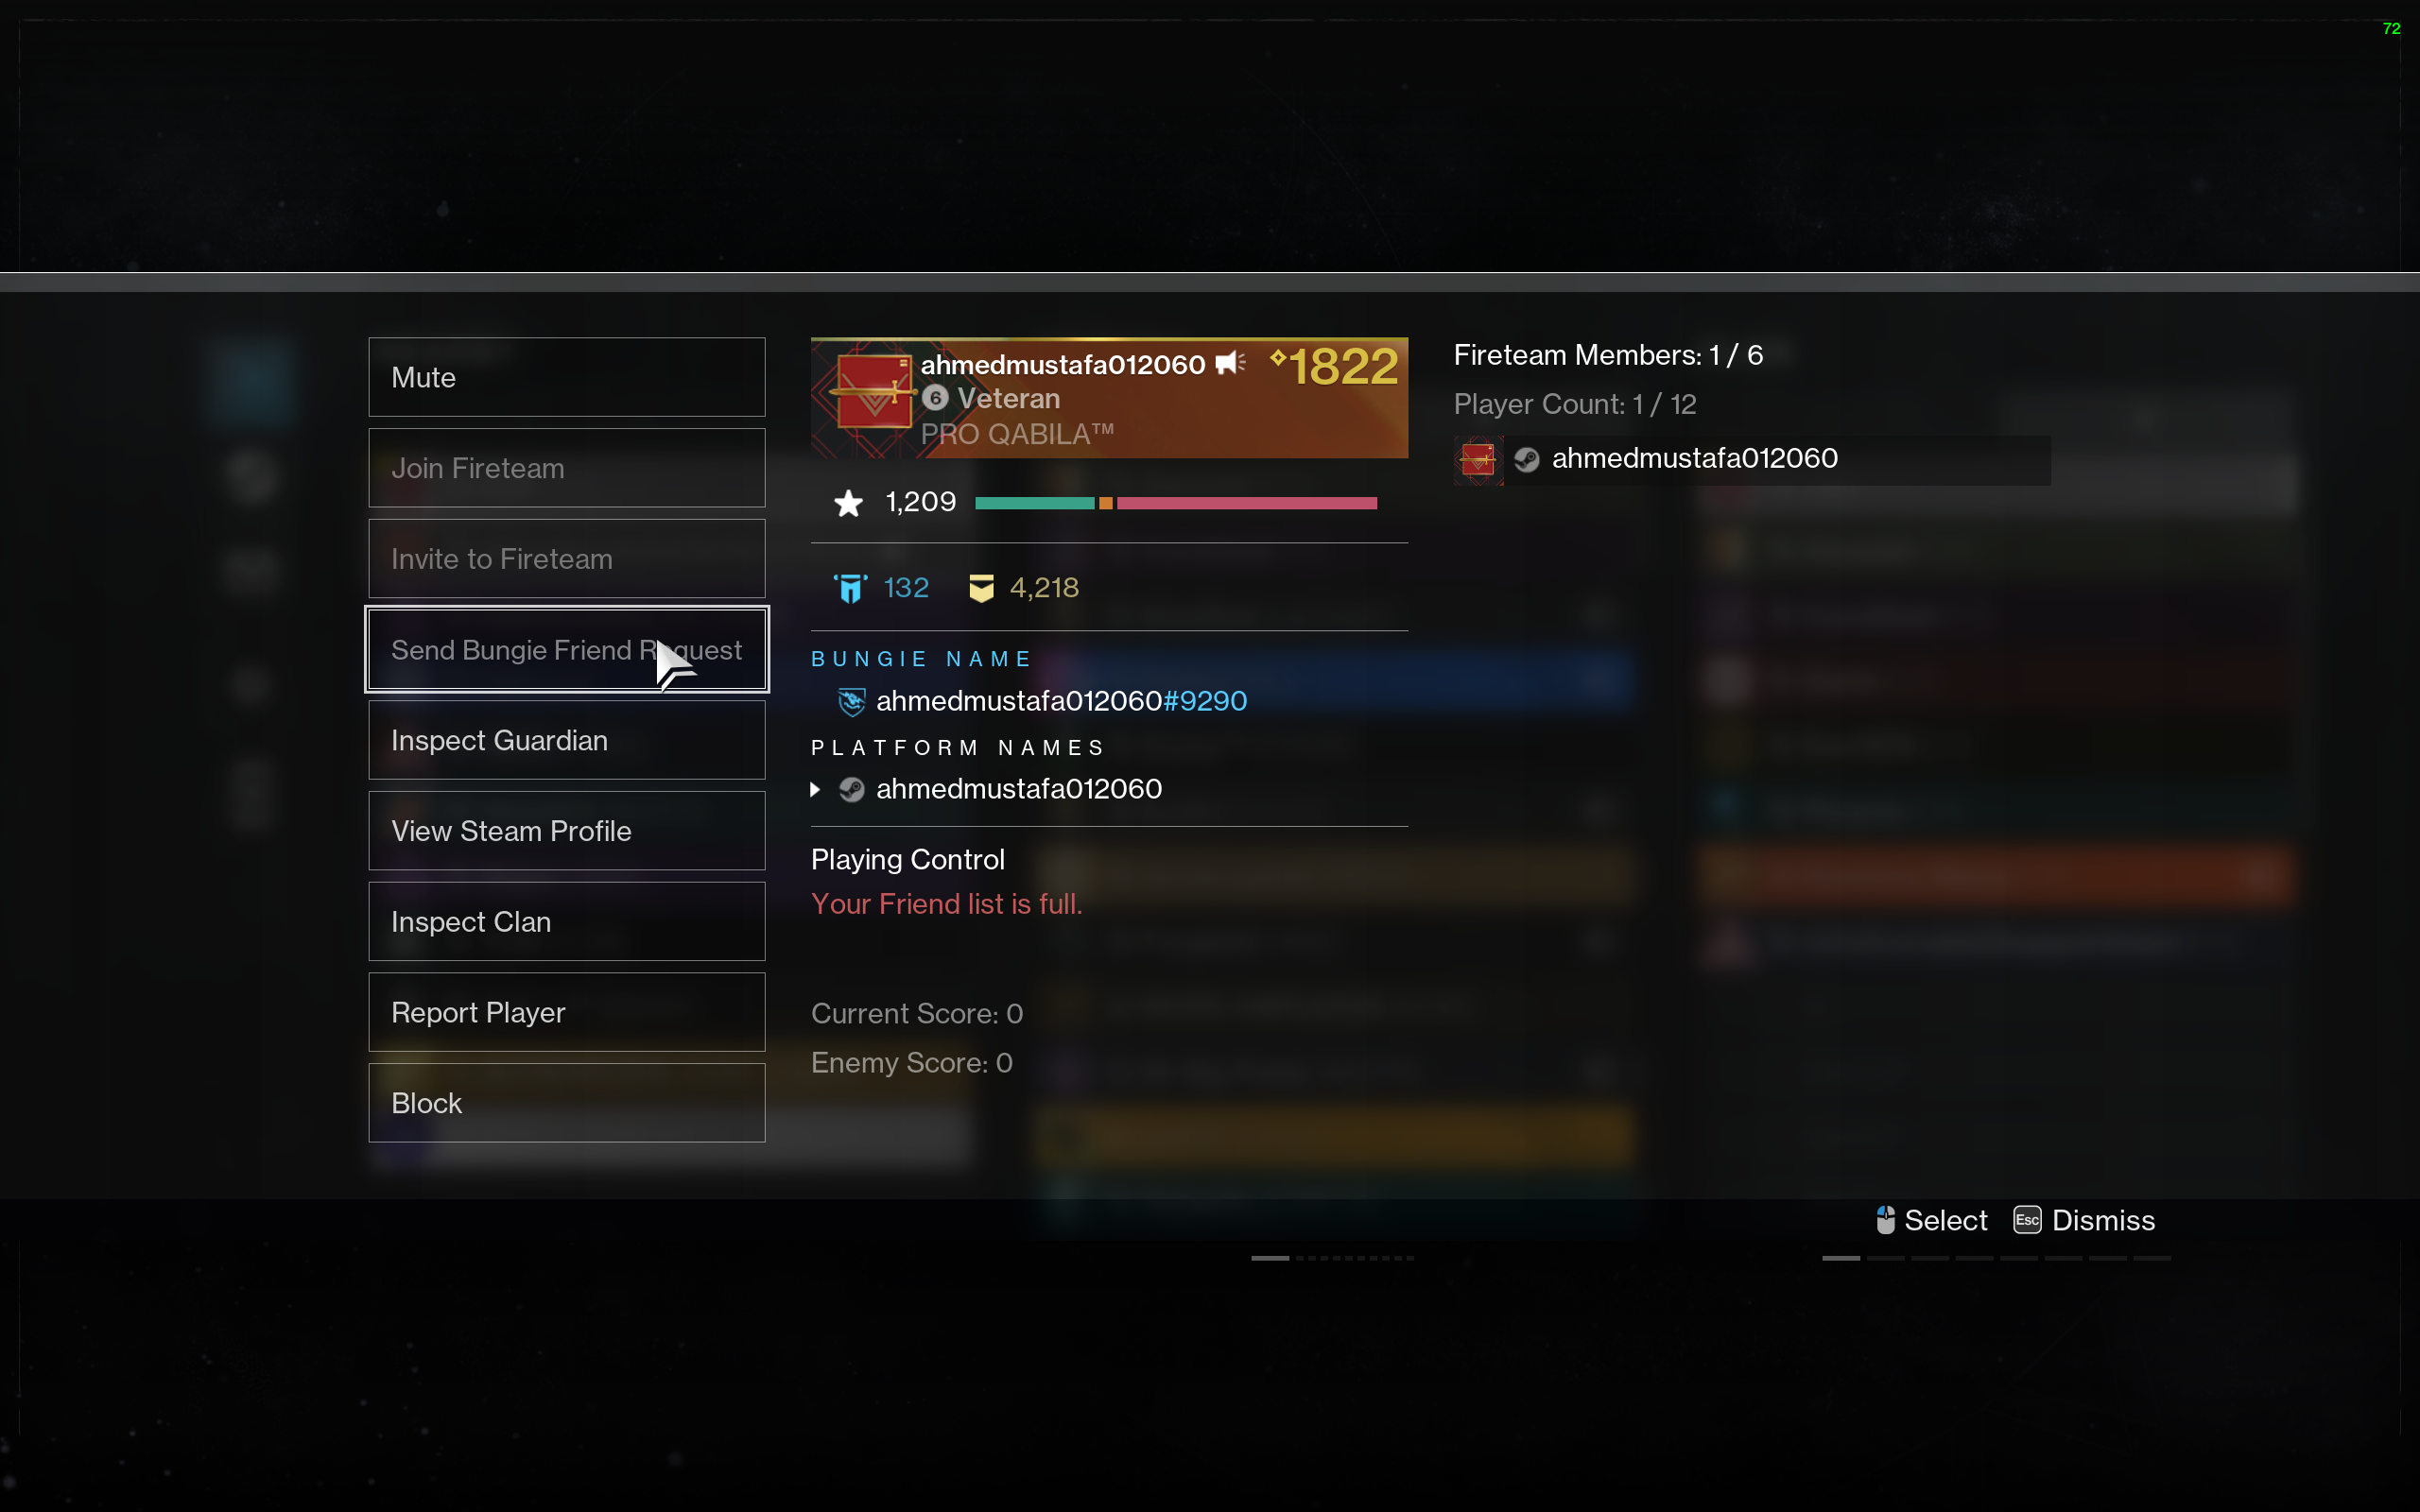 72
Mute
Join Fireteam
Invite to Fireteam
Send Bungie Friend Request
Inspect Guardian
View Steam Profile
Inspect Clan
Report Player
Block
ahmedmustafa012060
1822
6 Veteran
PRO QABILA™
1,209
132
4,218
BUNGIE NAME
ahmedmustafa012060#9290
PLATFORM NAMES
ahmedmustafa012060
Playing Control
Your Friend list is full.
Current Score: 0
Enemy Score: 0
Fireteam Members: 1 / 6
Player Count: 1 / 12
ahmedmustafa012060
Select
Esc Dismiss